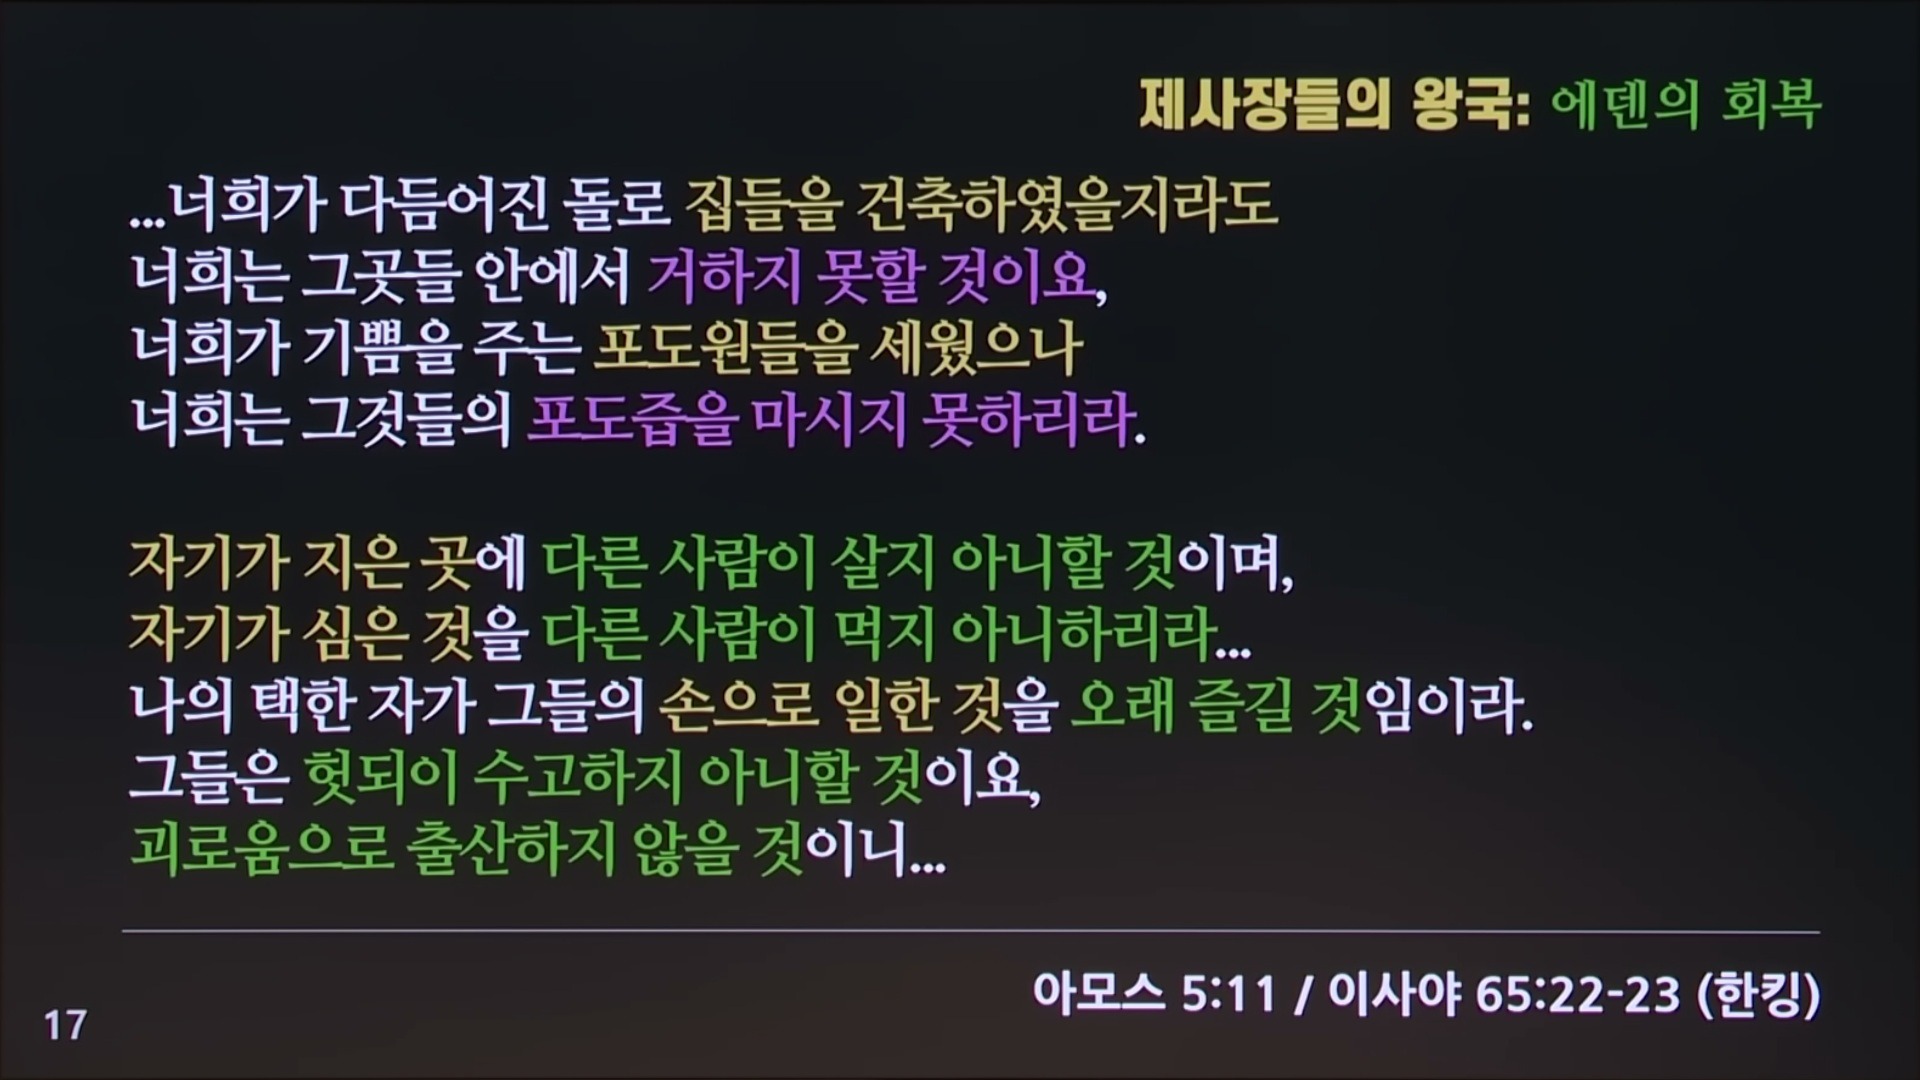 제사장들의 왕국: 에덴의 회복
...너희가 다듬어진 돌로 집들을 건축하였을지라도
너희는 그곳들 안에서 거하지 못할 것이요,
너희가 기쁨을 주는 포도원들을 세웠으나
너희는 그것들의 포도즙을 마시지 못하리라.
자기가 지은 곳에 다른 사람이 살지 아니할 것이며,
자기가 심은 것을 다른 사람이 먹지 아니하리라...
나의 택한 자가 그들의 손으로 일한 것을 오래 즐길 것임이라.
그들은 헛되이 수고하지 아니할 것이요,
괴로움으로 출산하지 않을 것이니...
아모스 5:11 / 이사야 65:22-23 (한킹)
17